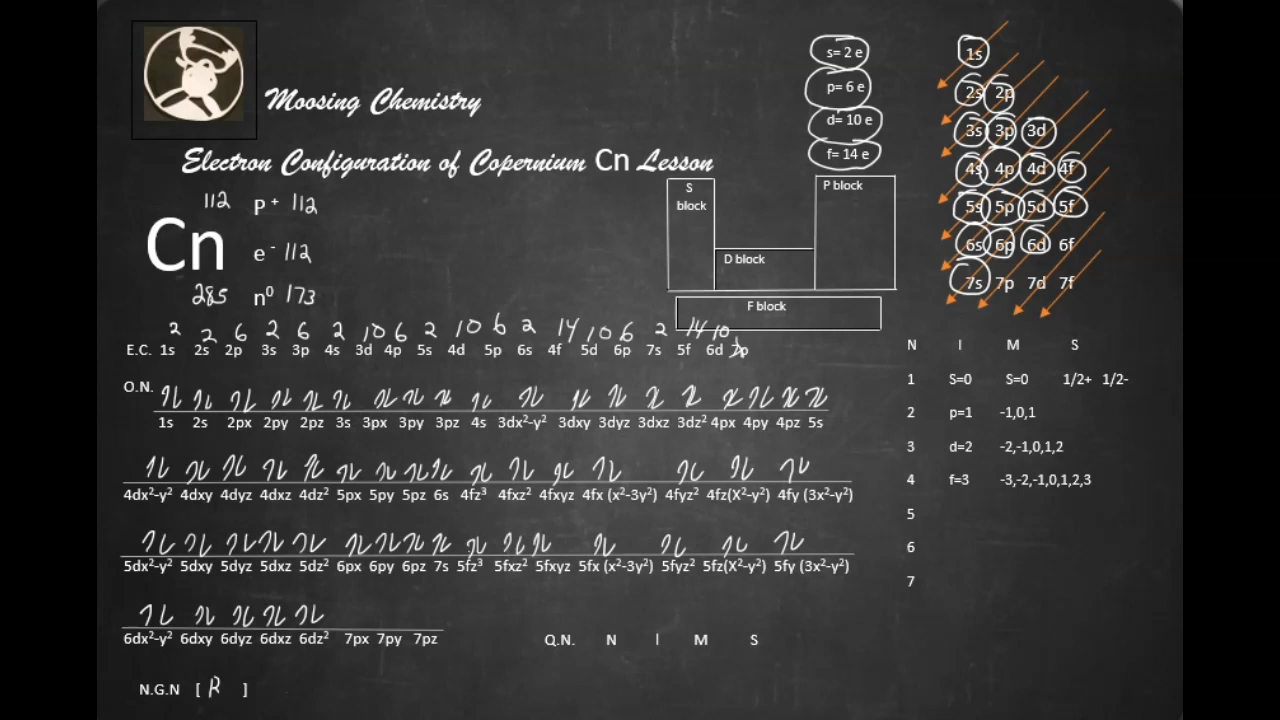 Moosing Chemistry
Electron Configuration of Copernium Cn Lesson
s= 2 e
p= 6 e
d= 10 e
f= 14 e
1s
2s 2p
3s 3p 3d
4s 4p 4d 4f
5s 5p 5d 5f
6s 6p 6d 6f
7s 7p 7d 7f
112 p+ 112
Cn e- 112
285 n⁰ 173
S block
P block
D block
F block
2 2 6 2 6 2 10 6 2 10 6 2 14 10 6 2 14 10
E.C. 1s 2s 2p 3s 3p 4s 3d 4p 5s 4d 5p 6s 4f 5d 6p 7s 5f 6d 7p
O.N.
1s 2s 2px 2py 2pz 3s 3px 3py 3pz 4s 3dx²-y² 3dxy 3dyz 3dxz 3dz² 4px 4py 4pz 5s
4dx²-y² 4dxy 4dyz 4dxz 4dz² 5px 5py 5pz 6s 4fz³ 4fxz² 4fxyz 4fx (x²-3y²) 4fyz² 4fz(X²-y²) 4fy (3x²-y²)
5dx²-y² 5dxy 5dyz 5dxz 5dz² 6px 6py 6pz 7s 5fz³ 5fxz² 5fxyz 5fx (x²-3y²) 5fyz² 5fz(X²-y²) 5fy (3x²-y²)
6dx²-y² 6dxy 6dyz 6dxz 6dz² 7px 7py 7pz
Q.N. N l M S
N.G.N [ R ]
N l M S
1 S=0 S=0 1/2+ 1/2-
2 p=1 -1,0,1
3 d=2 -2,-1,0,1,2
4 f=3 -3,-2,-1,0,1,2,3
5
6
7